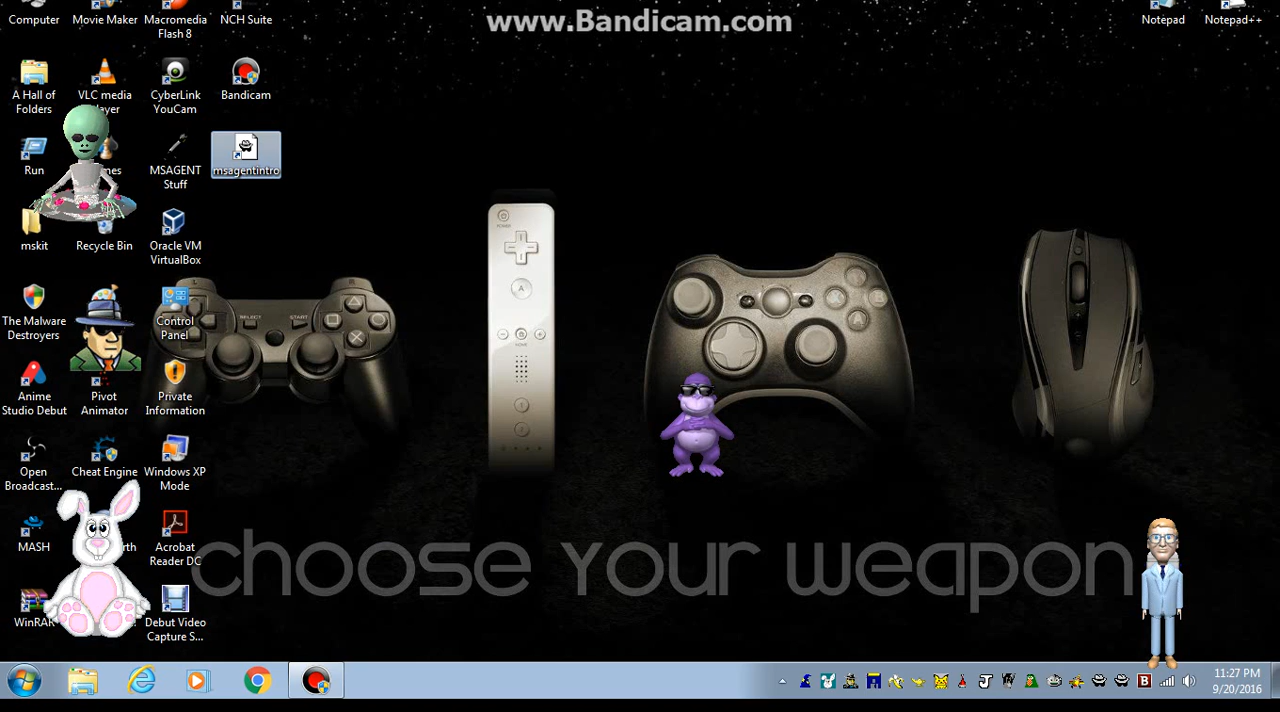 www.Bandicam.com
Computer
Movie Maker
Macromedia
Flash 8
NCH Suite
Notepad
Notepad++
A Hall of
Folders
VLC media
CyberLink
YouCam
Bandicam
Run
MSAGENT
Stuff
msagentintro
mskit
Recycle Bin
Oracle VM
VirtualBox
SELECT
START
A
HOME
Y
X
B
A
The Malware
Destroyers
Control
Panel
Anime
Studio Debut
Pivot
Animator
Private
Information
Open
Broadcast...
Cheat Engine
Windows XP
Mode
MASH
Acrobat
Reader DC
choose your weapon
WinRAR
Debut Video
Capture S...
11:27 PM
9/20/2016